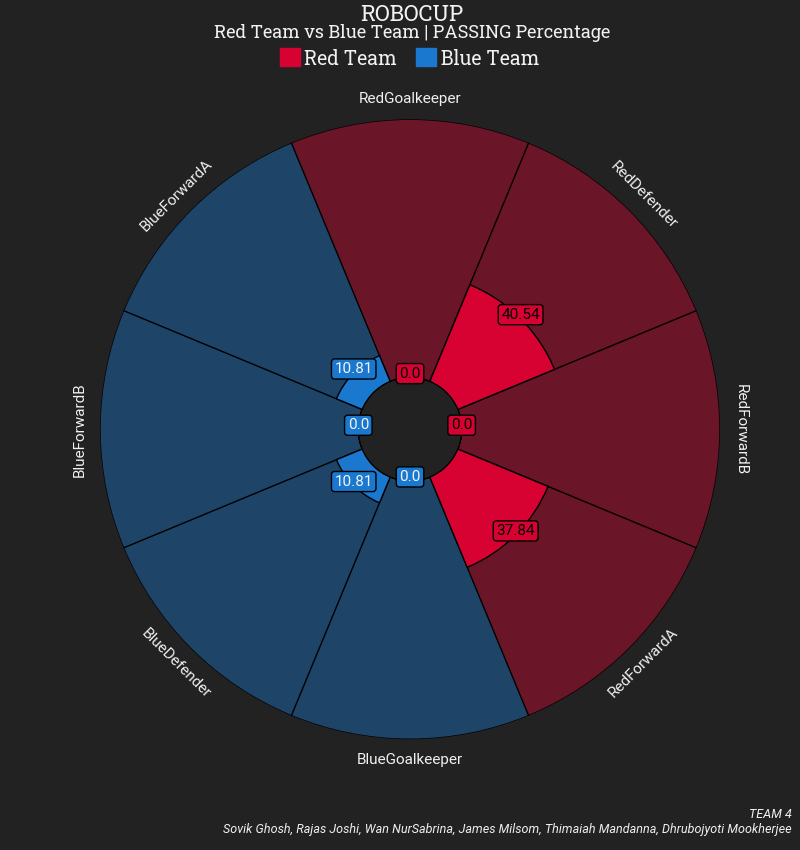 ROBOCUP
Red Team vs Blue Team | PASSING Percentage
Red Team
Blue Team
RedGoalkeeper
BlueForwardA
RedDefender
40.54
10.81
0.0
BlueForwardB
0.0
0.0
RedForwardB
10.81
0.0
37.84
BlueDefender
RedForwardA
BlueGoalkeeper
TEAM 4
Sovik Ghosh, Rajas Joshi, Wan NurSabrina, James Milsom, Thimaiah Mandanna, Dhrubojyoti Mookherjee